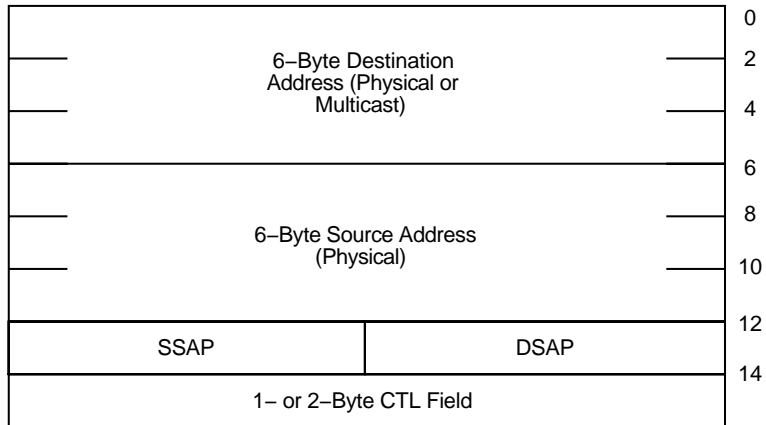 0
6−Byte Destination
Address (Physical or
Multicast)
2
4
6
6−Byte Source Address
(Physical)
8
10
12
SSAP DSAP
14
1− or 2−Byte CTL Field